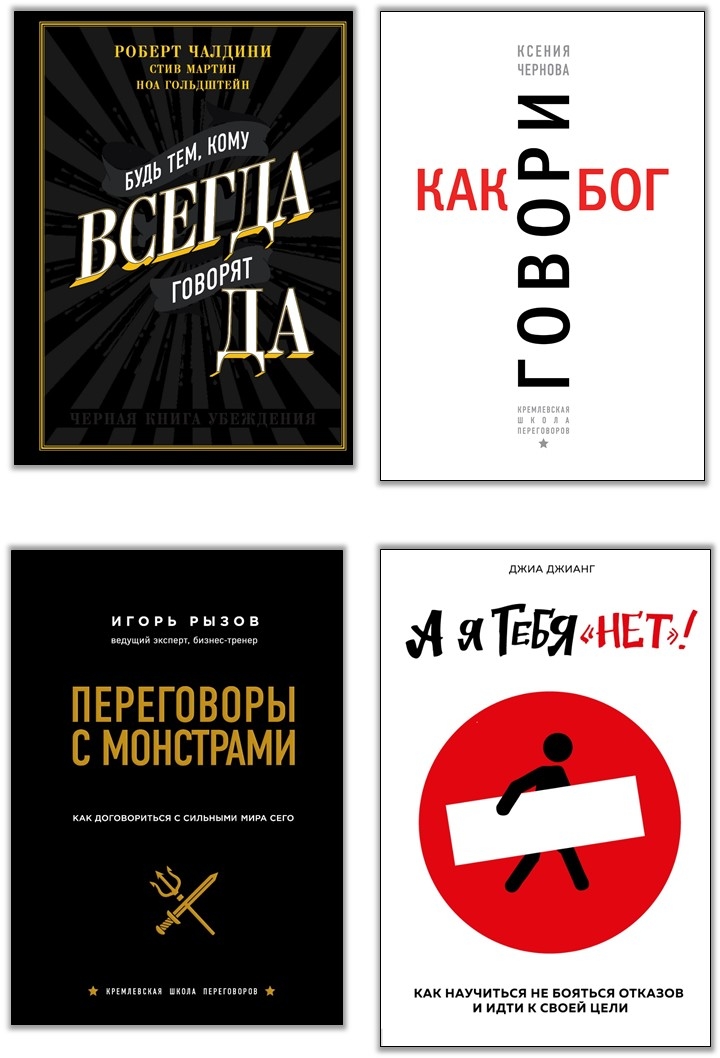 РОБЕРТ ЧАЛДИНИ
СТИВ МАРТИН
НОА ГОЛЬДШТЕЙН
БУДЬ ТЕМ, КОМУ
ВСЕГДА
ГОВОРЯТ
ДА
ЧЕРНАЯ КНИГА УБЕЖДЕНИЯ
КСЕНИЯ
ЧЕРНОВА
ГОВОРИ
КАК БОГ
КРЕМЛЕВСКАЯ
ШКОЛА
ПЕРЕГОВОРОВ
ИГОРЬ РЫЗОВ
ведущий эксперт, бизнес-тренер
ПЕРЕГОВОРЫ
С МОНСТРАМИ
КАК ДОГОВОРИТЬСЯ С СИЛЬНЫМИ МИРА СЕГО
КРЕМЛЕВСКАЯ ШКОЛА ПЕРЕГОВОРОВ
ДЖИА ДЖИАНГ
А Я ТЕБЯ «НЕТ»!
КАК НАУЧИТЬСЯ НЕ БОЯТЬСЯ ОТКАЗОВ
И ИДТИ К СВОЕЙ ЦЕЛИ